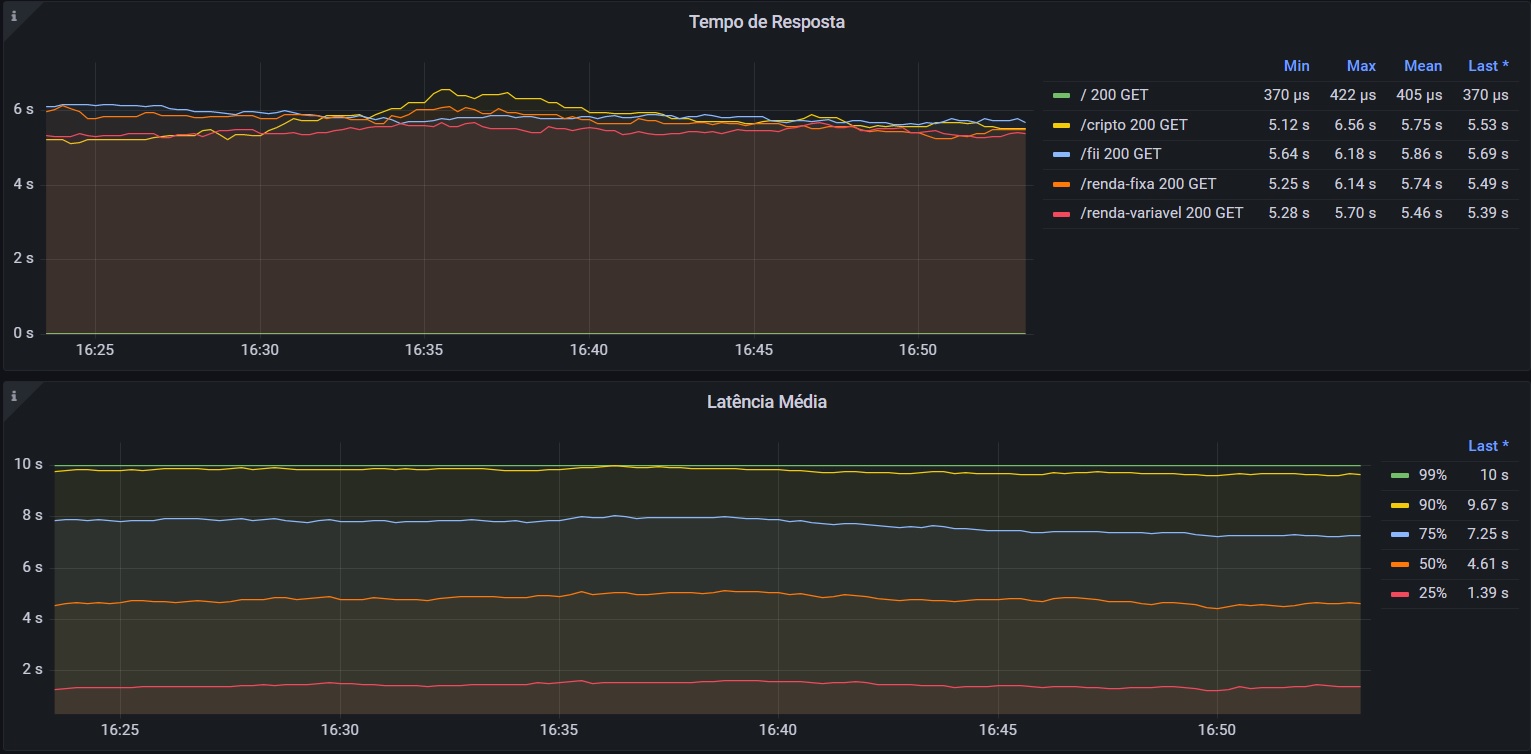 i
Tempo de Resposta
Min Max Mean Last *
/ 200 GET 370 µs 422 µs 405 µs 370 µs
/cripto 200 GET 5.12 s 6.56 s 5.75 s 5.53 s
/fii 200 GET 5.64 s 6.18 s 5.86 s 5.69 s
/renda-fixa 200 GET 5.25 s 6.14 s 5.74 s 5.49 s
/renda-variavel 200 GET 5.28 s 5.70 s 5.46 s 5.39 s
6 s
4 s
2 s
0 s
16:25 16:30 16:35 16:40 16:45 16:50
i
Latência Média
Last *
99% 10 s
90% 9.67 s
75% 7.25 s
50% 4.61 s
25% 1.39 s
10 s
8 s
6 s
4 s
2 s
16:25 16:30 16:35 16:40 16:45 16:50